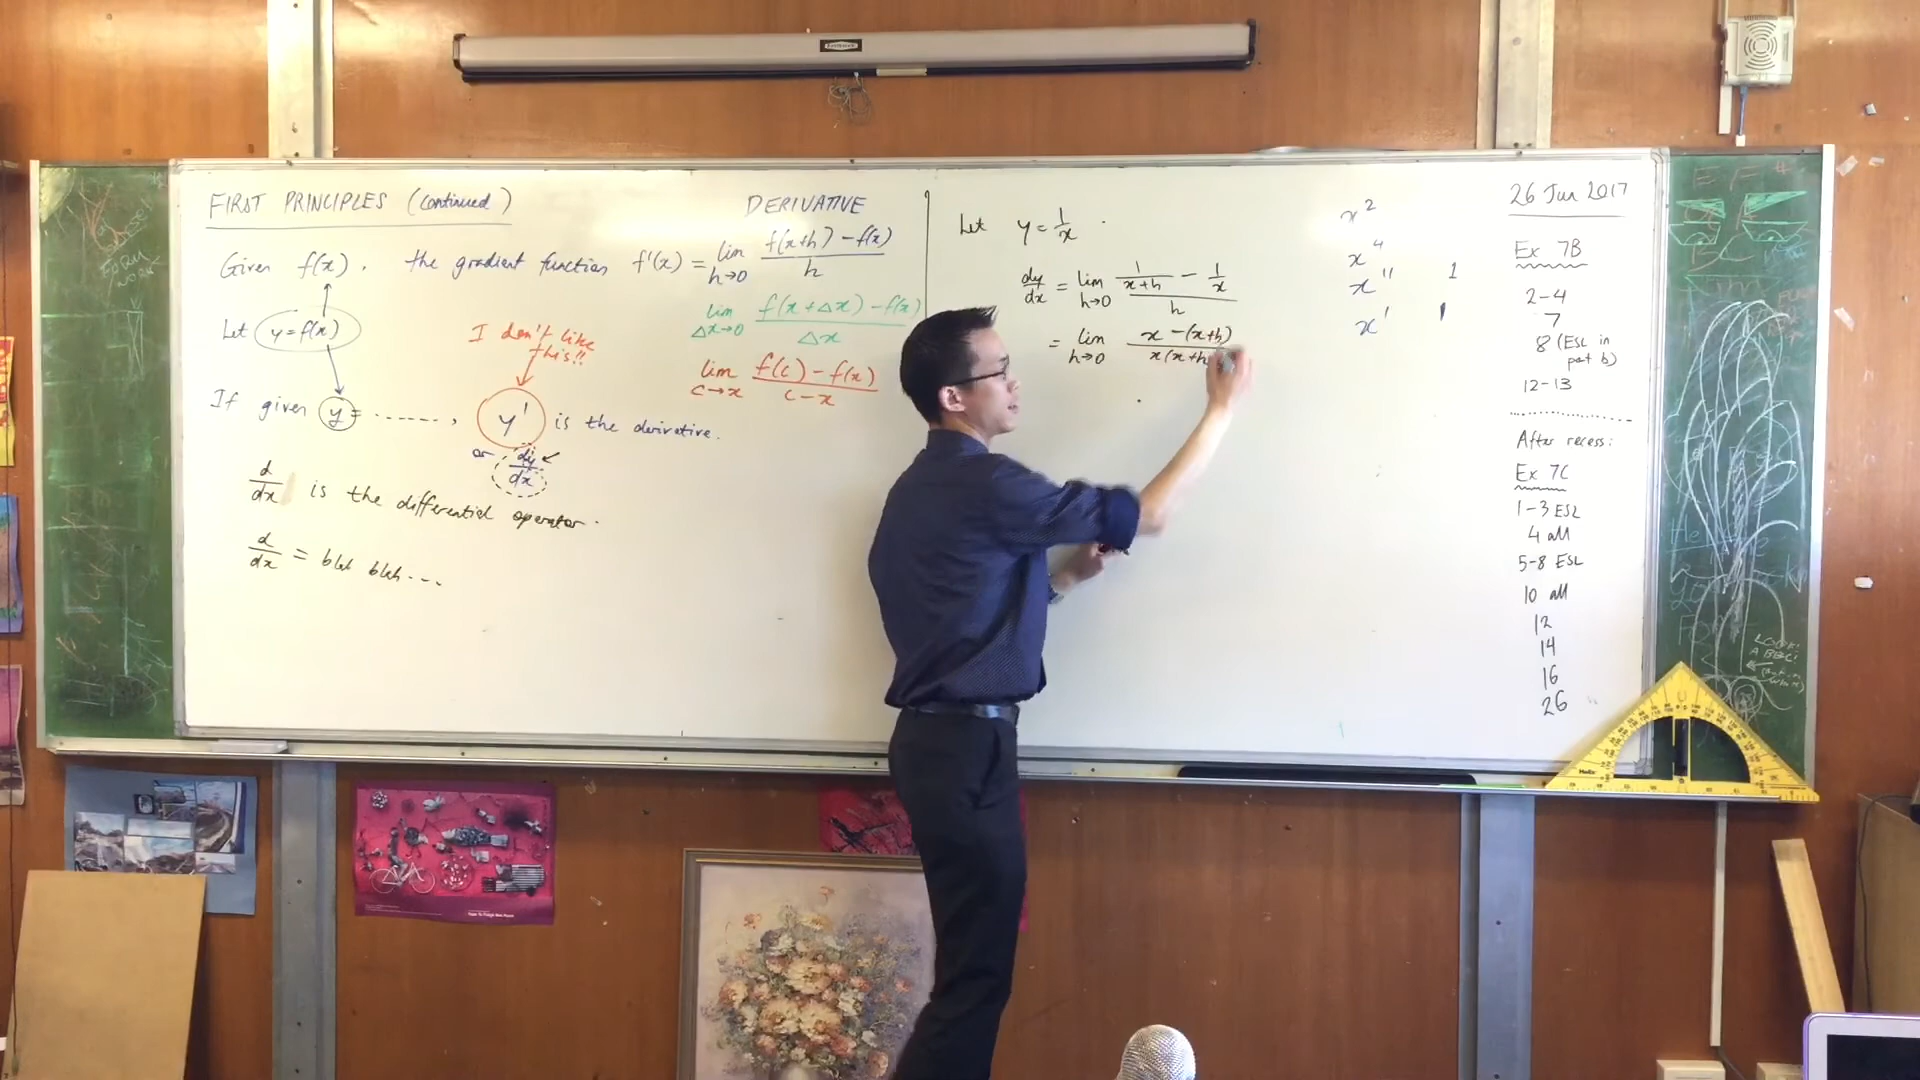 FIRST PRINCIPLES (continued)
DERIVATIVE
Given f(x), the gradient function f'(x) = lim h→0 f(x+h) - f(x) / h
lim Δx→0 f(x + Δx) - f(x) / Δx
Let y = f(x)
I don't like this!!
lim c→x f(c) - f(x) / c - x
If given y = ------, y' is the derivative.
or dy/dx
d/dx is the differential operator.
d/dx = blah blah...
Let y = 1/x
dy/dx = lim h→0 1/(x+h) - 1/x / h
= lim h→0 x - (x+h) / x(x+h
x²
x⁴
x" 1
x' 1
26 Jun 2017
Ex 7B
2-4
7
8 (ESL in part b)
12-13
After recess:
Ex 7C
1-3 ESL
4 all
5-8 ESL
10 all
12
14
16
26
LOOK!
A BBC!